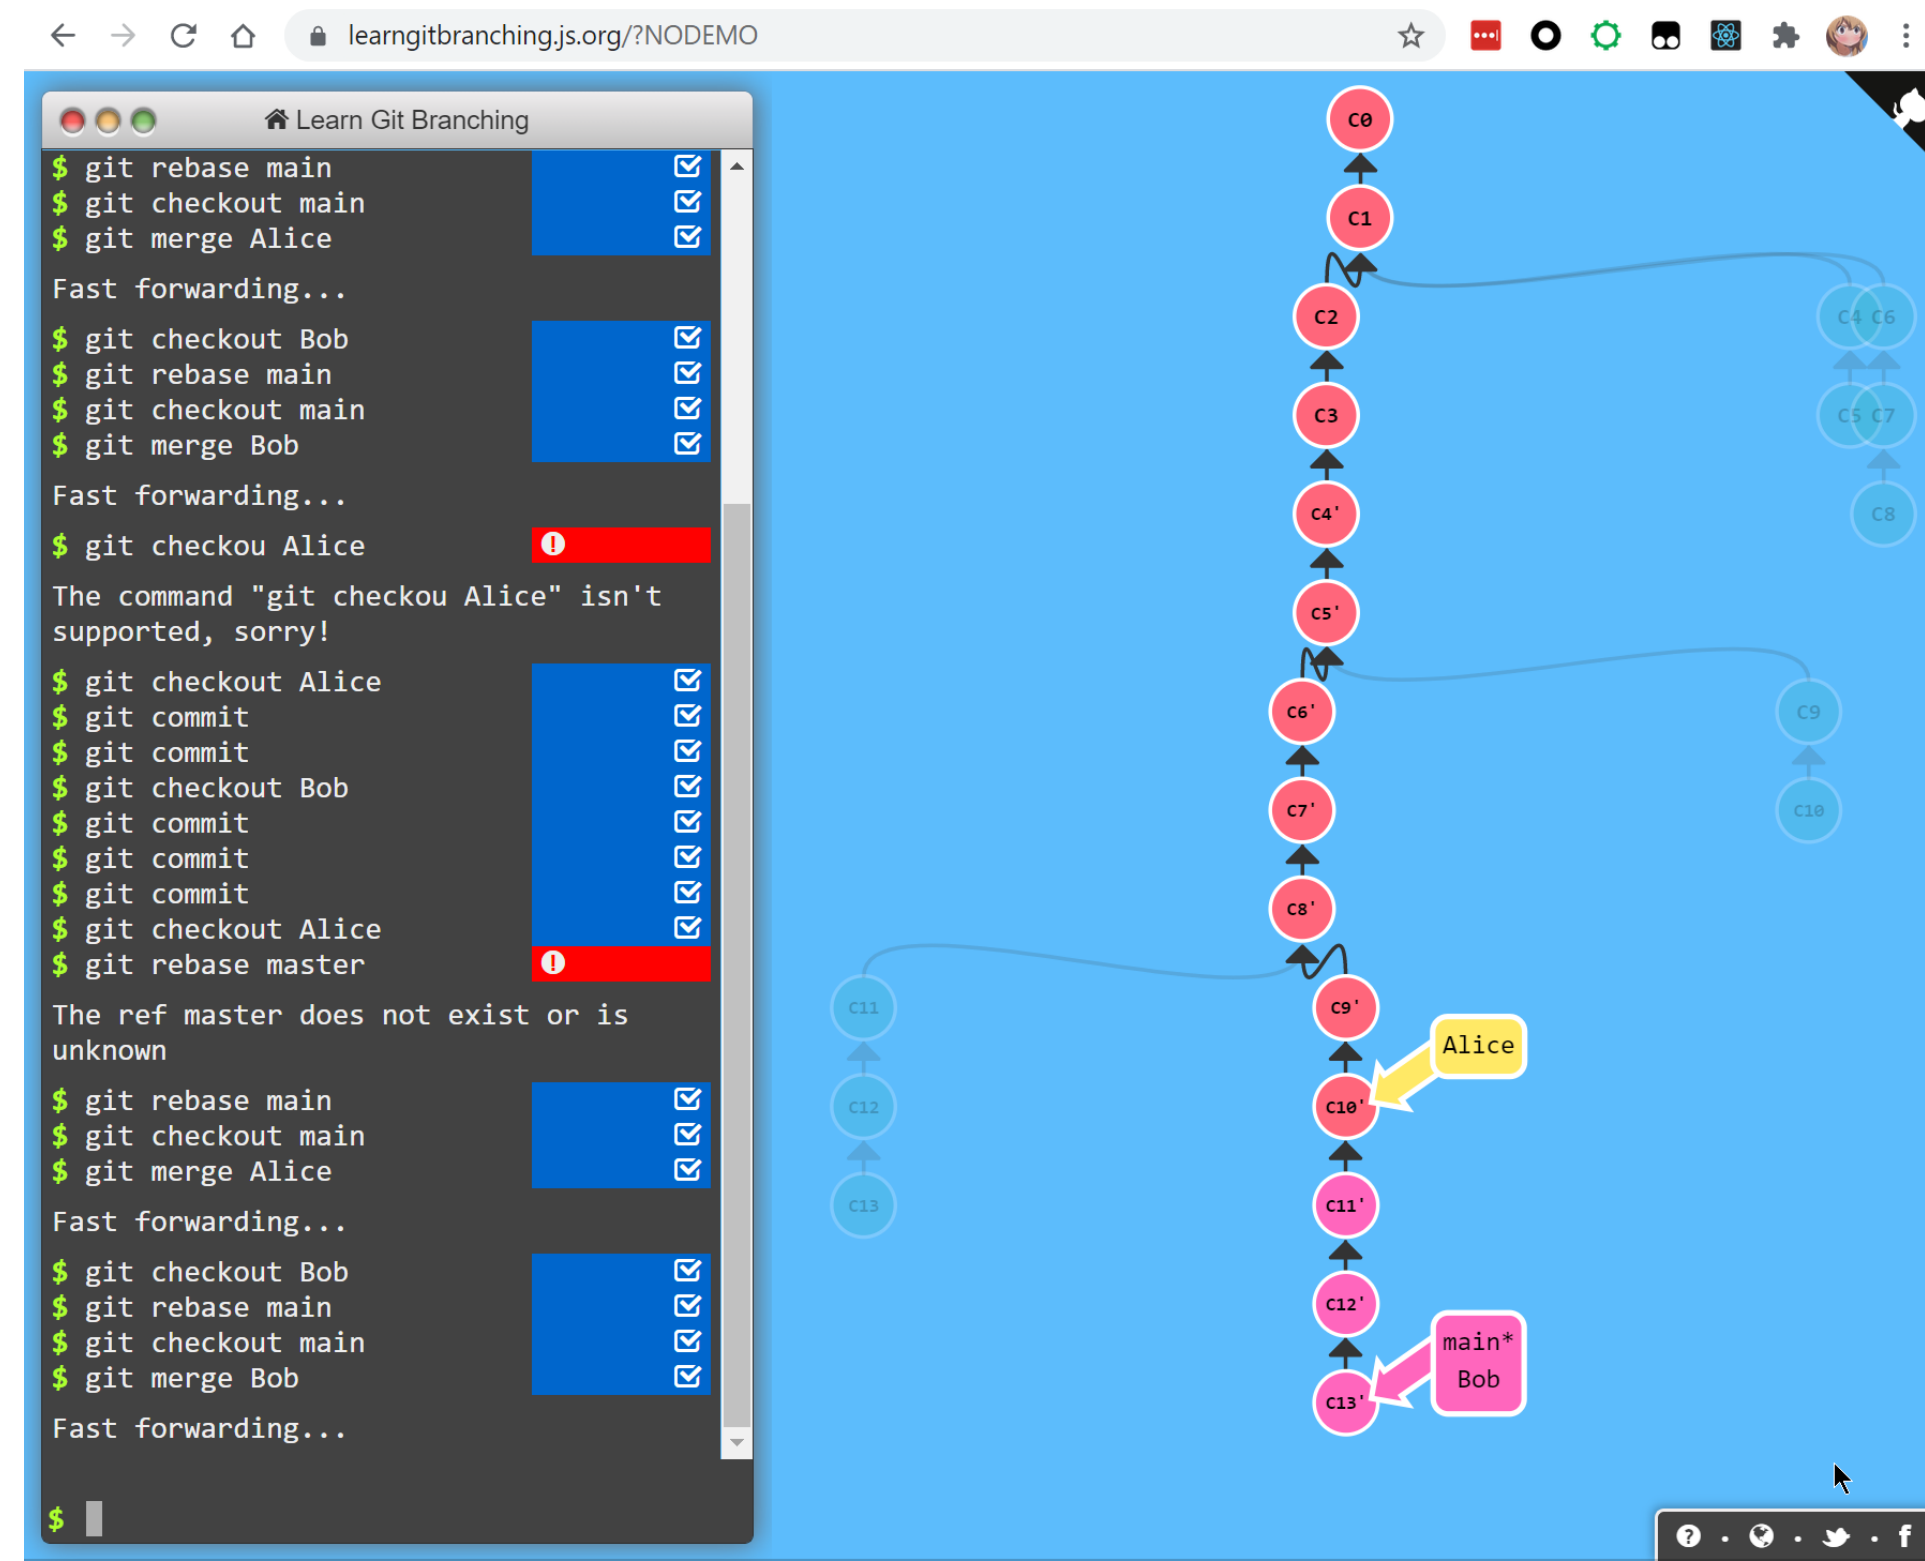 learngitbranching.js.org/?NODEMO
Learn Git Branching
$ git rebase main
$ git checkout main
$ git merge Alice
Fast forwarding...
$ git checkout Bob
$ git rebase main
$ git checkout main
$ git merge Bob
Fast forwarding...
$ git checkou Alice
The command "git checkou Alice" isn't
supported, sorry!
$ git checkout Alice
$ git commit
$ git commit
$ git checkout Bob
$ git commit
$ git commit
$ git commit
$ git checkout Alice
$ git rebase master
The ref master does not exist or is
unknown
$ git rebase main
$ git checkout main
$ git merge Alice
Fast forwarding...
$ git checkout Bob
$ git rebase main
$ git checkout main
$ git merge Bob
Fast forwarding...
$
C0
C1
C2
C4 C6
C3
C5 C7
C4'
C8
C5'
C6'
C9
C7'
C10
C8'
C11
C9'
Alice
C12
C10'
C13
C11'
C12'
main*
Bob
C13'